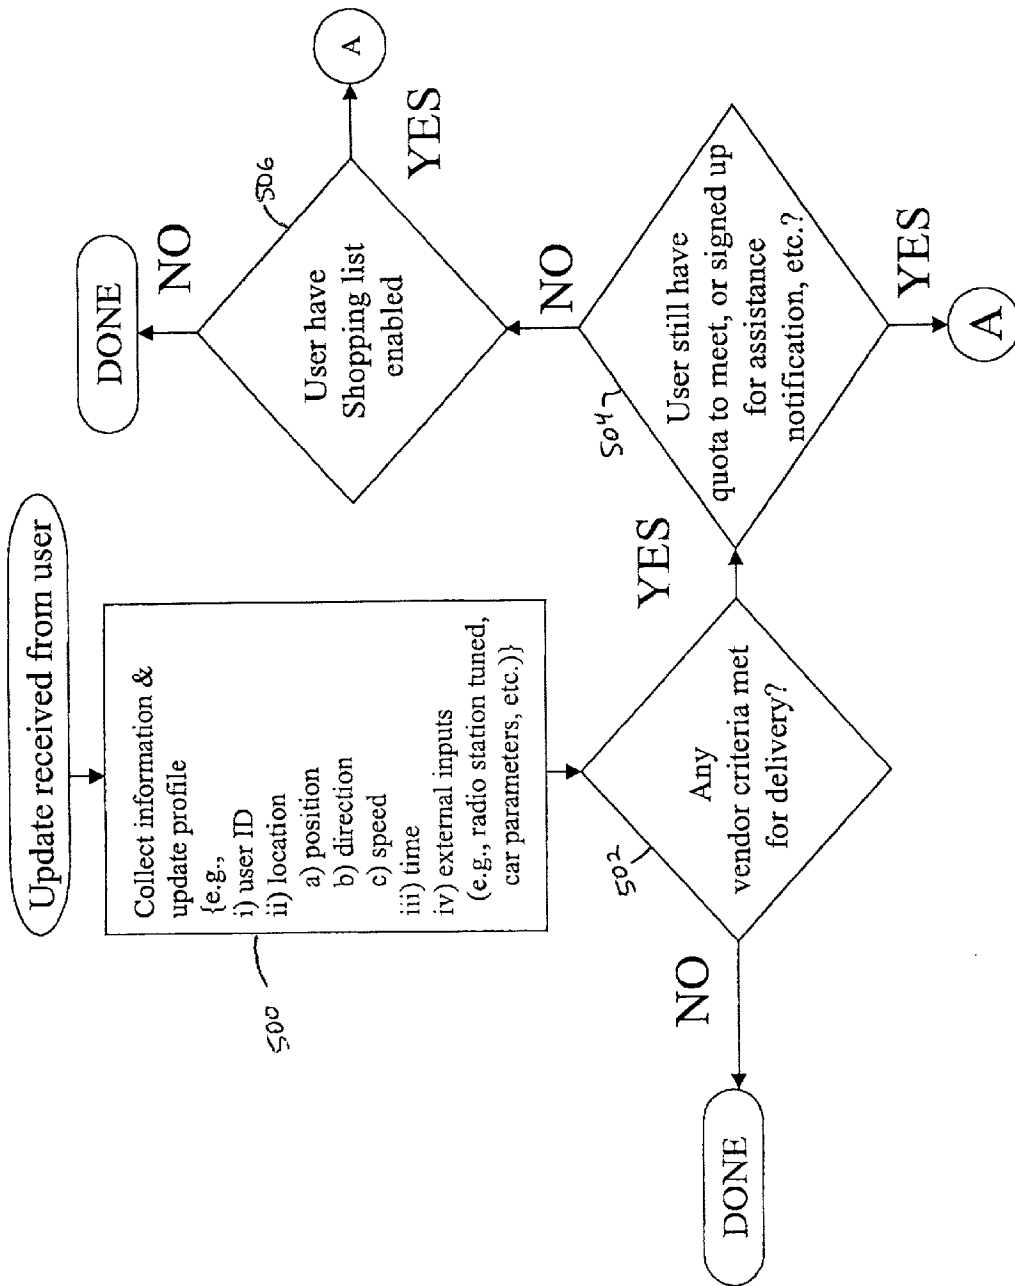 Update received from user
Collect information &
update profile
{e.g.,
i) user ID
ii) location
a) position
b) direction
c) speed
iii) time
iv) external inputs
(e.g., radio station tuned,
car parameters, etc.)}
500
Any
vendor criteria met
for delivery?
502
NO
DONE
YES
User still have
quota to meet, or signed up
for assistance
notification, etc.?
504
YES
A
NO
User have
Shopping list
enabled
506
NO
DONE
YES
A